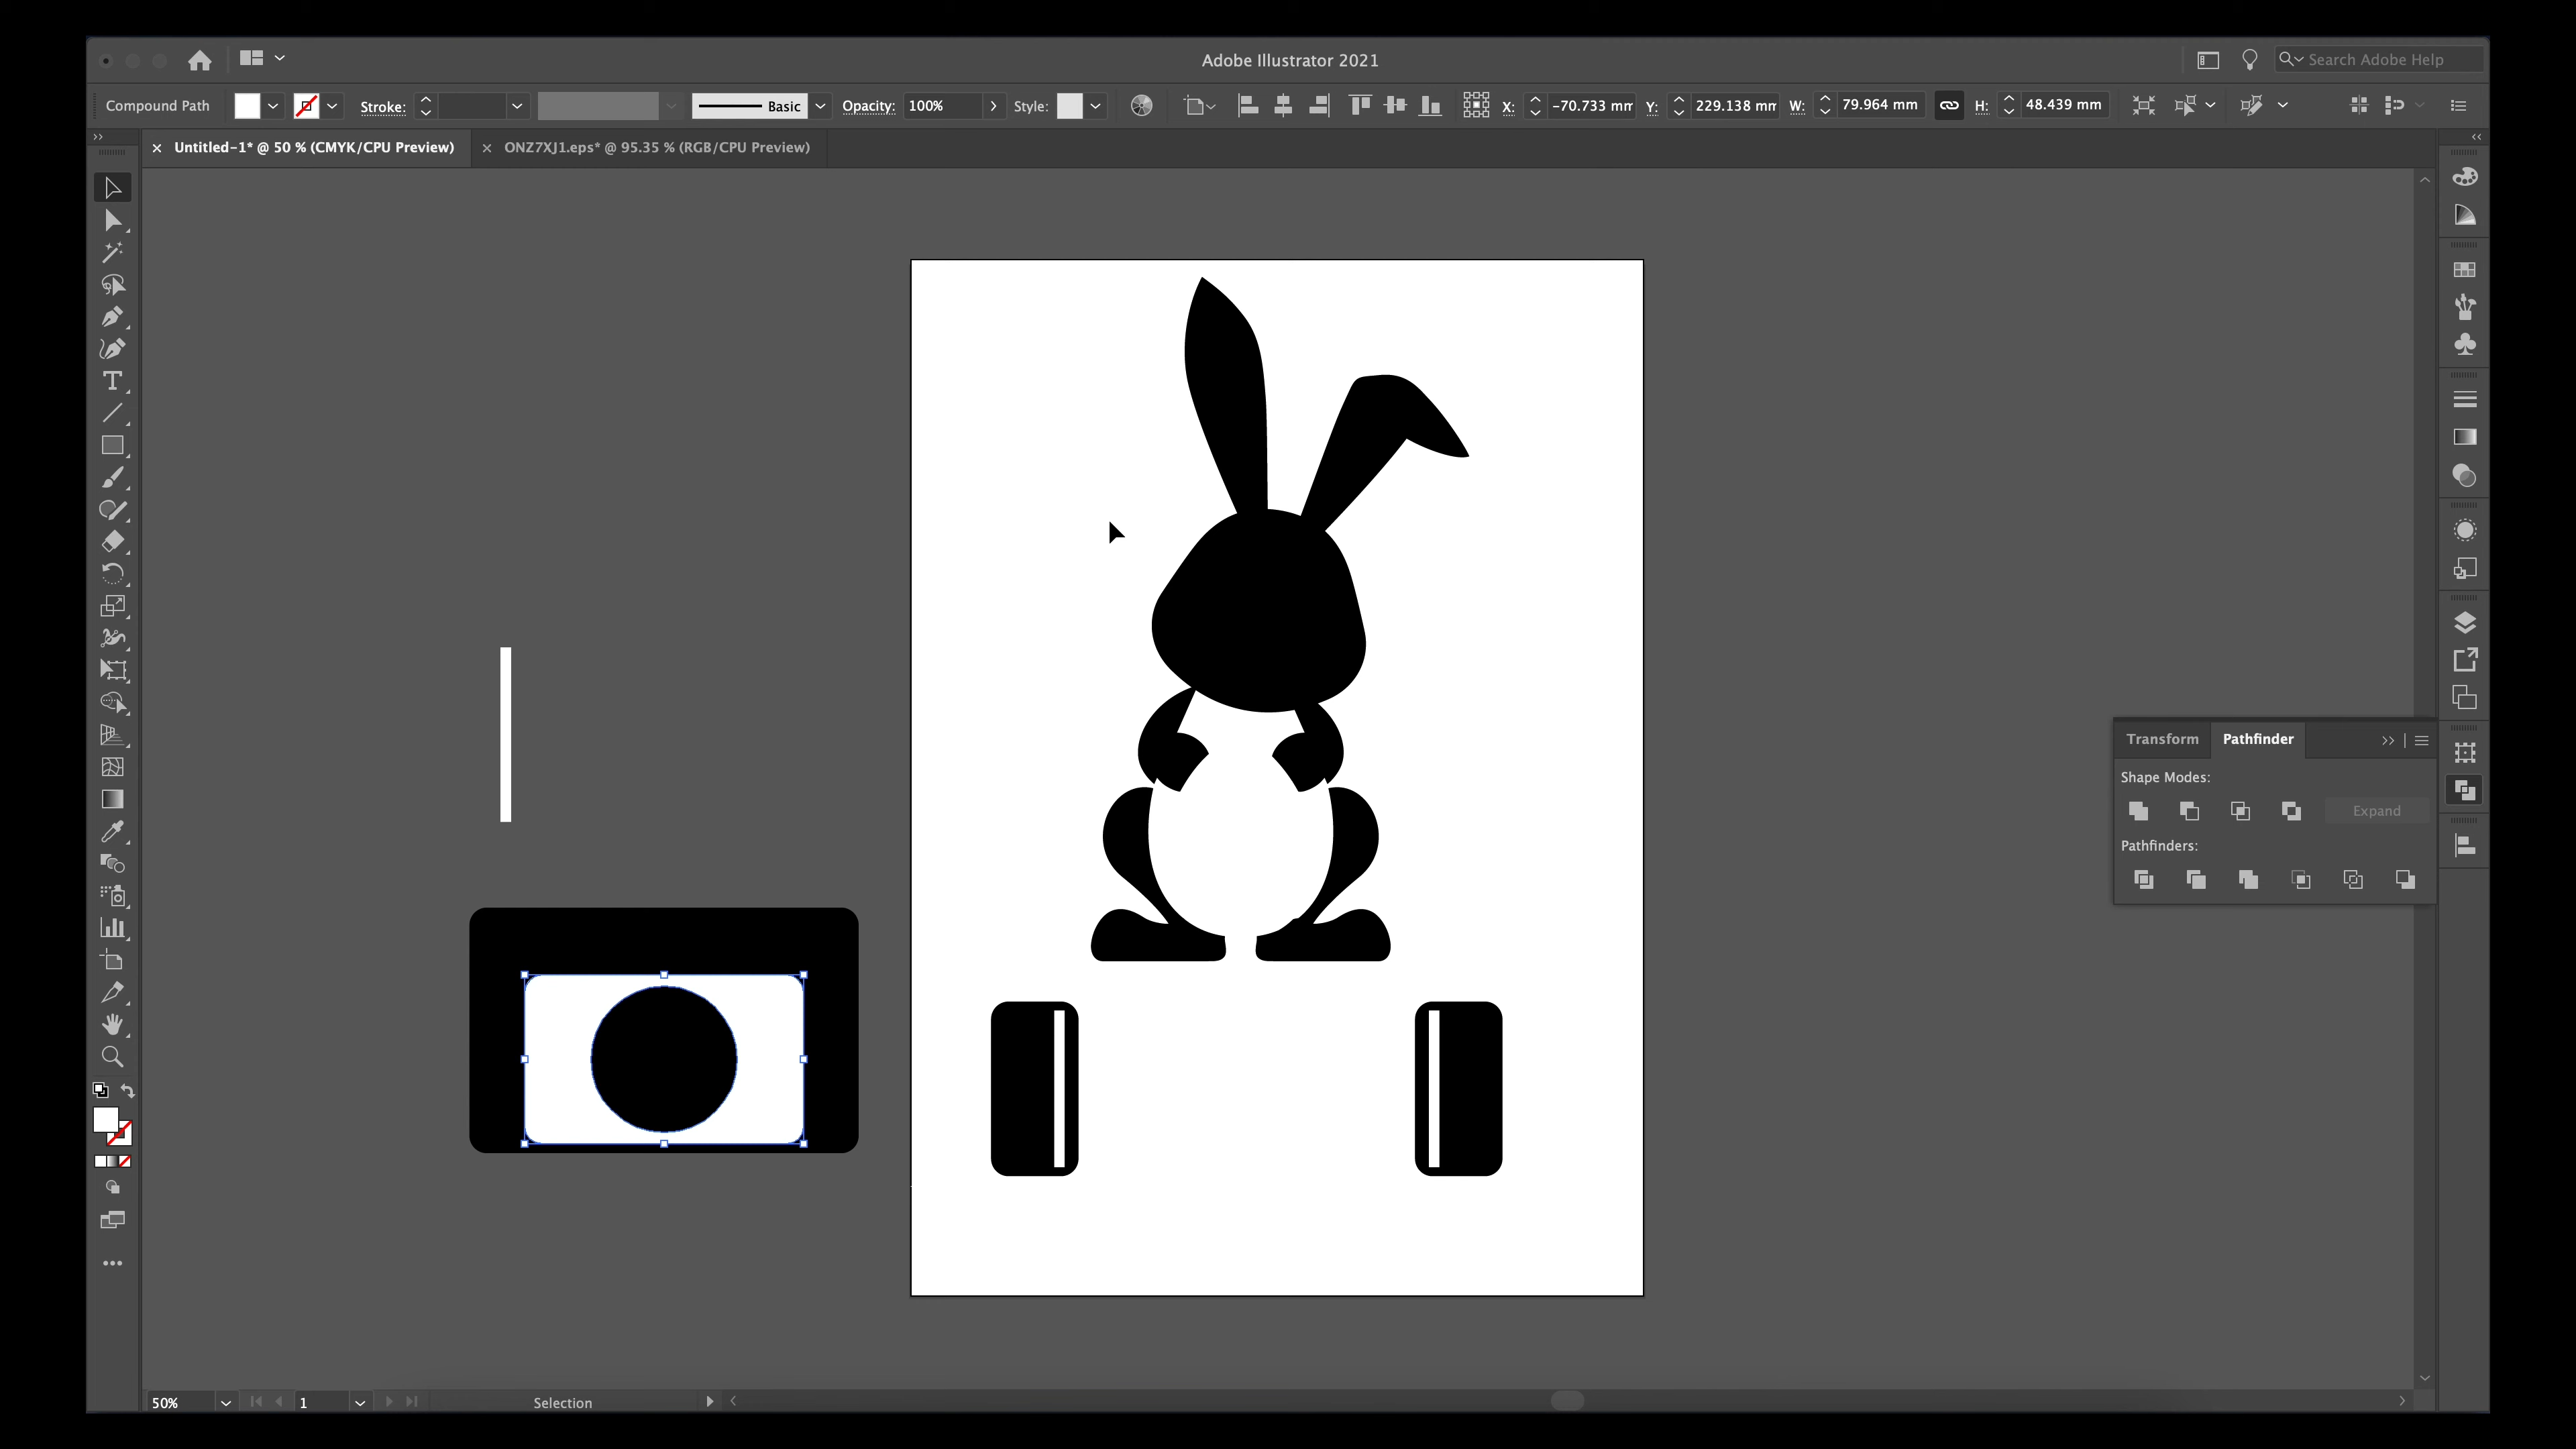 Adobe Illustrator 2021
Search Adobe Help
Compound Path
Stroke:
Basic
Opacity: 100%
Style:
X: -70.733 mm
Y: 229.138 mm
W: 79.964 mm
H: 48.439 mm
Untitled-1* @ 50 % (CMYK/CPU Preview)
ONZ7XJ1.eps* @ 95.35 % (RGB/CPU Preview)
Transform
Pathfinder
Shape Modes:
Expand
Pathfinders:
50%
1
Selection